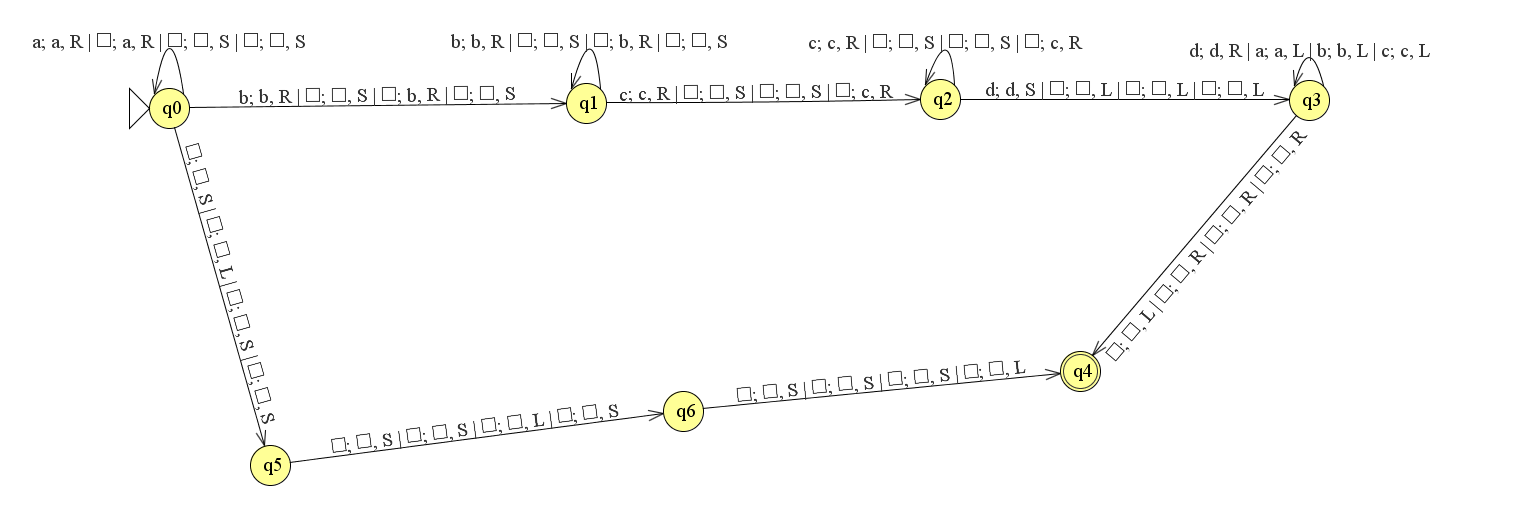 a; a, R | □; a, R | □; □, S | □; □, S
b; b, R | □; □, S | □; b, R | □; □, S
c; c, R | □; □, S | □; □, S | □; c, R
d; d, R | a; a, L | b; b, L | c; c, L
q0
b; b, R | □; □, S | □; b, R | □; □, S
q1
c; c, R | □; □, S | □; □, S | □; c, R
q2
d; d, S | □; □, L | □; □, L | □; □, L
q3
□; □, S | □; □, L | □; □, S | □; □, S
□; □, L | □; □, R | □; □, R | □; □, R
q5
□; □, S | □; □, S | □; □, L | □; □, S
q6
□; □, S | □; □, S | □; □, S | □; □, L
q4